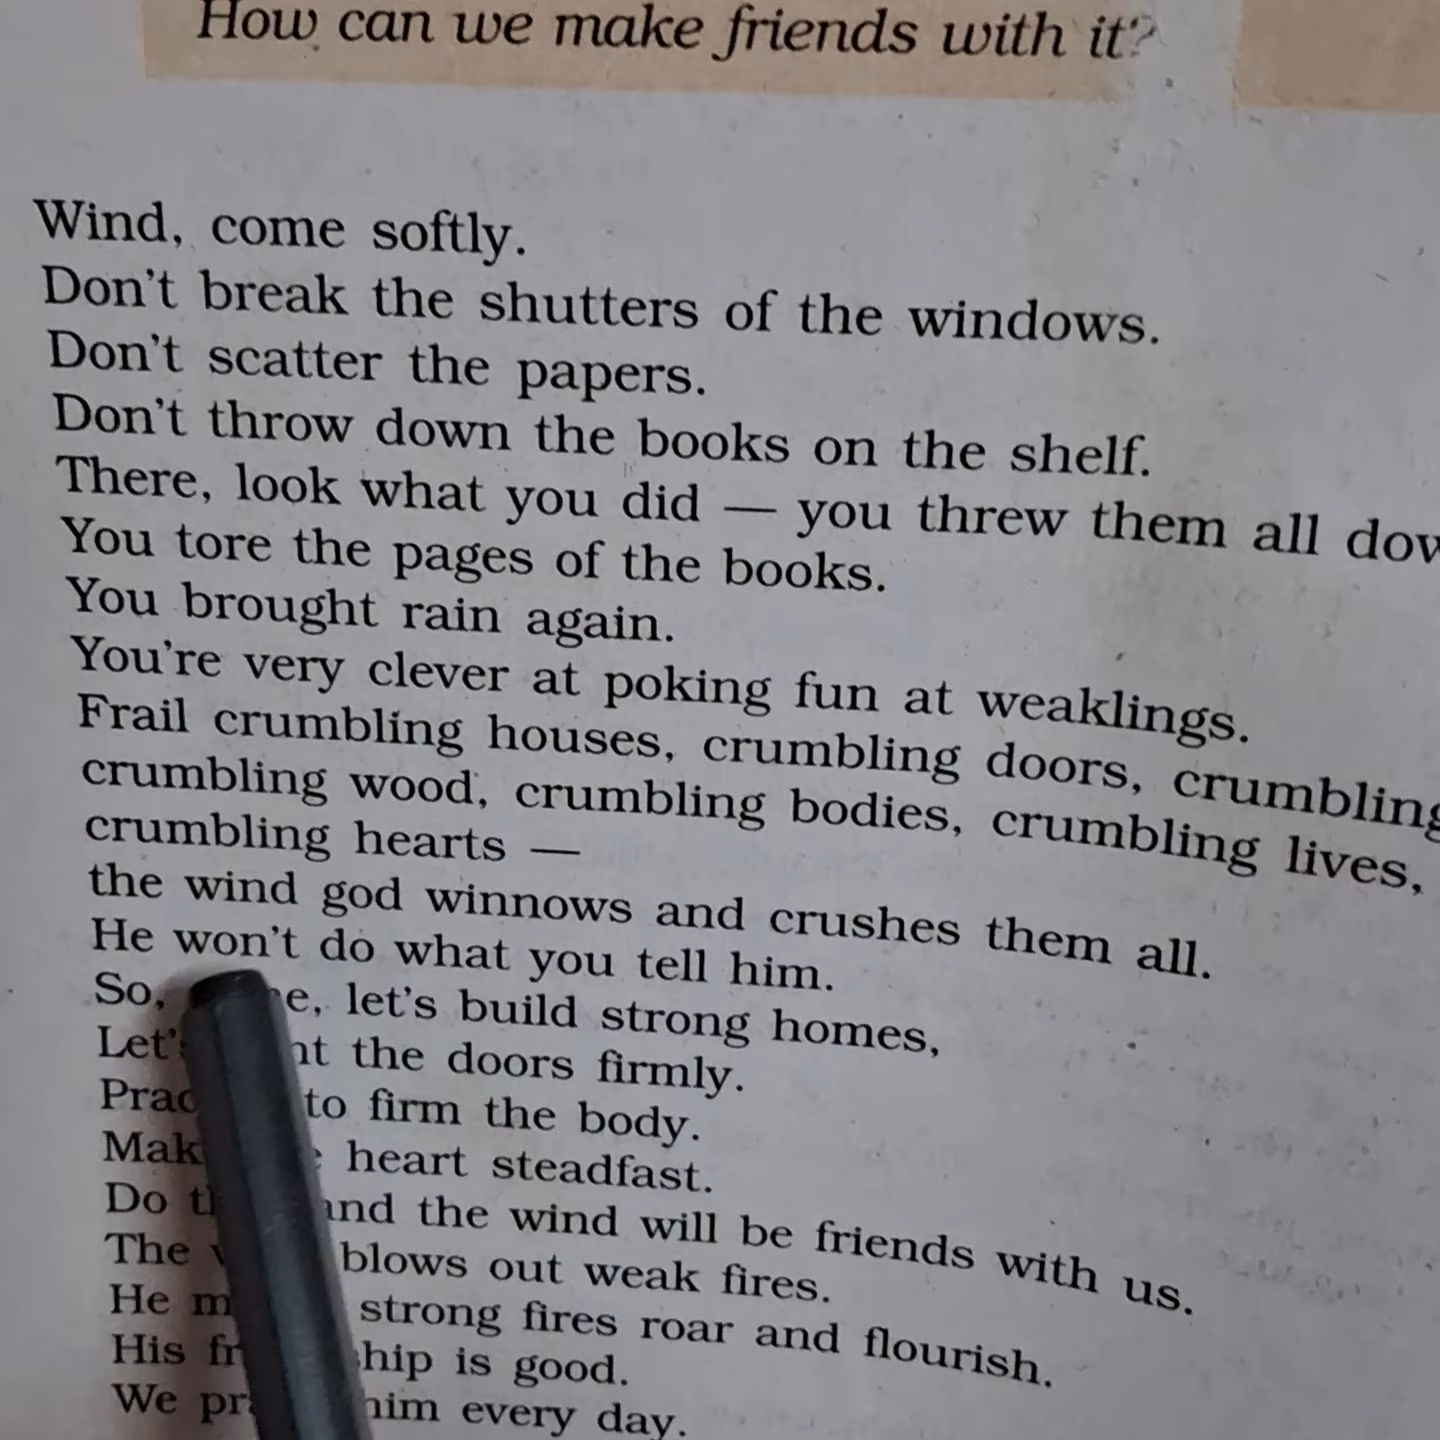 How can we make friends with it?
Wind, come softly.
Don't break the shutters of the windows.
Don't scatter the papers.
Don't throw down the books on the shelf.
There, look what you did — you threw them all
You tore the pages of the books.
You brought rain again.
You're very clever at poking fun at weaklings.
Frail crumbling houses, crumbling doors, crumbling
crumbling wood, crumbling bodies, crumbling lives,
crumbling hearts —
the wind god winnows and crushes them all.
He won't do what you tell him.
So, let's build strong homes,
the doors firmly.
to firm the body.
heart steadfast.
Do and the wind will be friends with us.
The blows out weak fires.
He strong fires roar and flourish.
His is good.
We him every day.